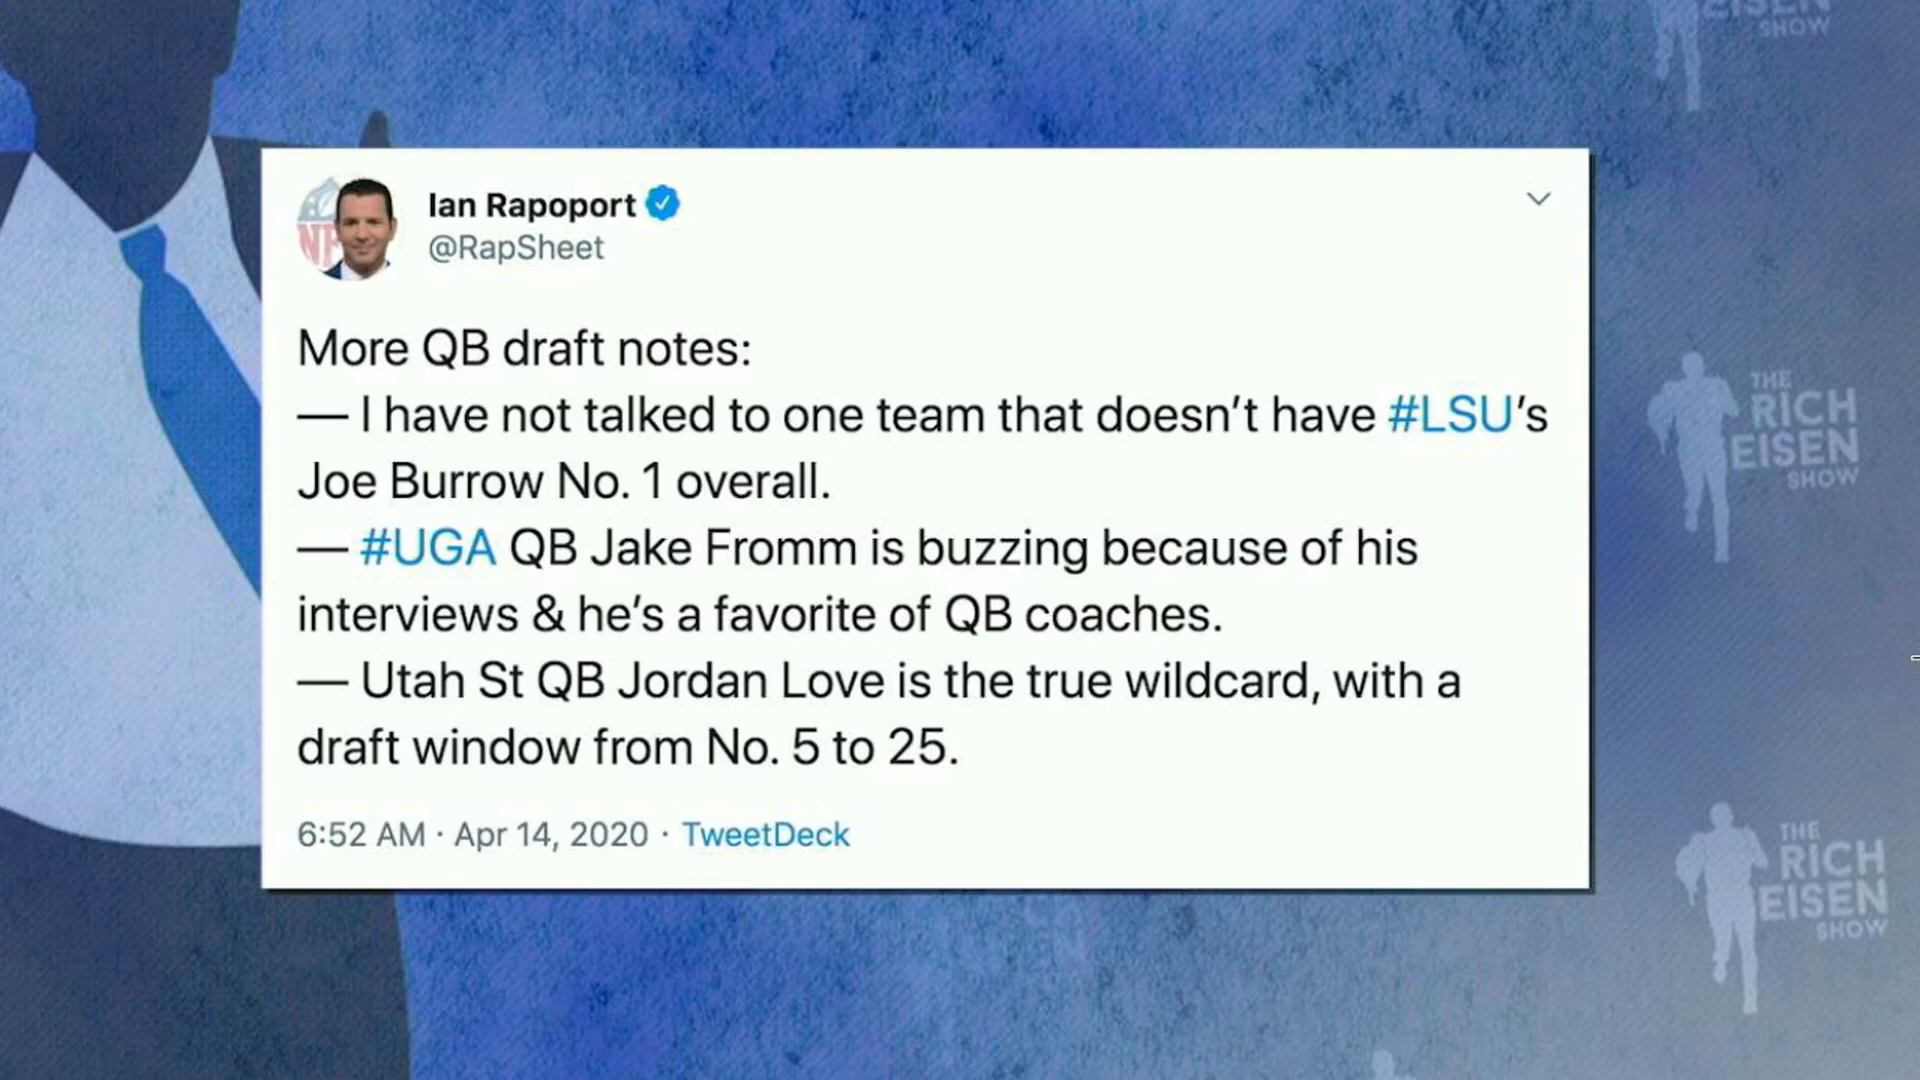 EISEN
SHOW
Ian Rapoport
@RapSheet
More QB draft notes:
— I have not talked to one team that doesn't have #LSU's
Joe Burrow No. 1 overall.
— #UGA QB Jake Fromm is buzzing because of his
interviews & he's a favorite of QB coaches.
— Utah St QB Jordan Love is the true wildcard, with a
draft window from No. 5 to 25.
6:52 AM · Apr 14, 2020 · TweetDeck
THE
RICH
EISEN
SHOW
THE
RICH
EISEN
SHOW